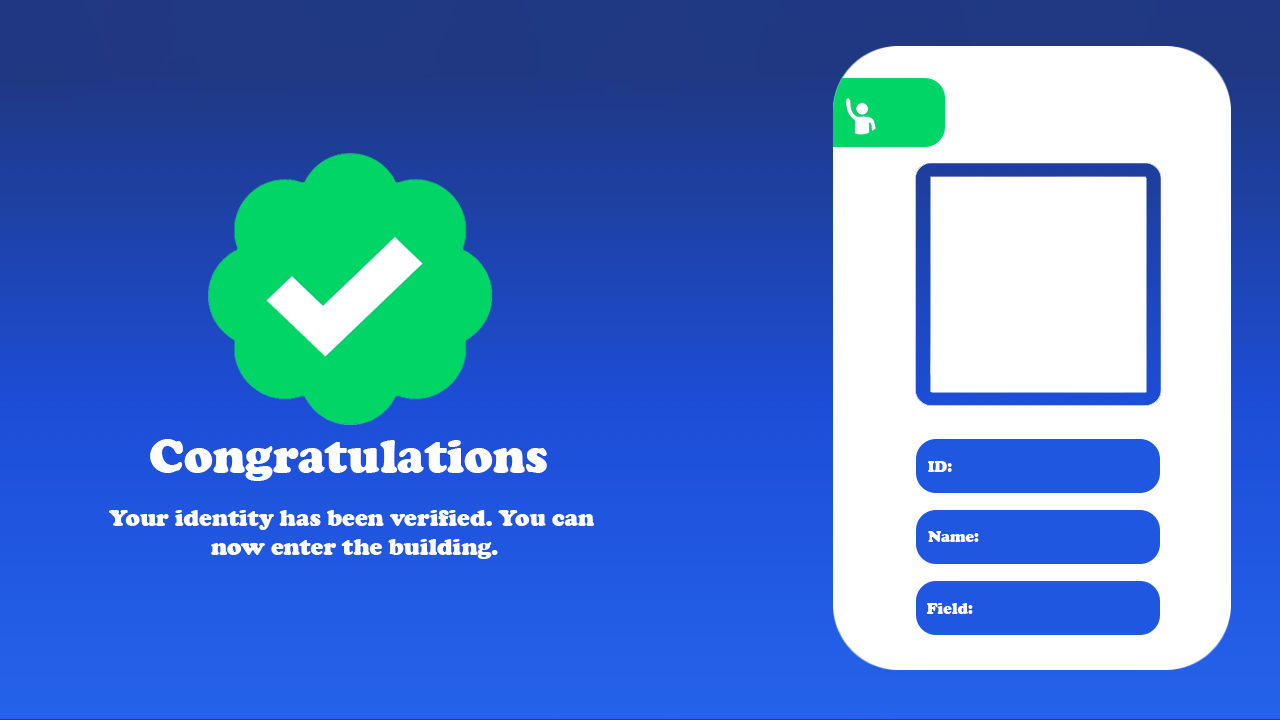 Congratulations
Your identity has been verified. You can
now enter the building.
ID:
Name:
Field: